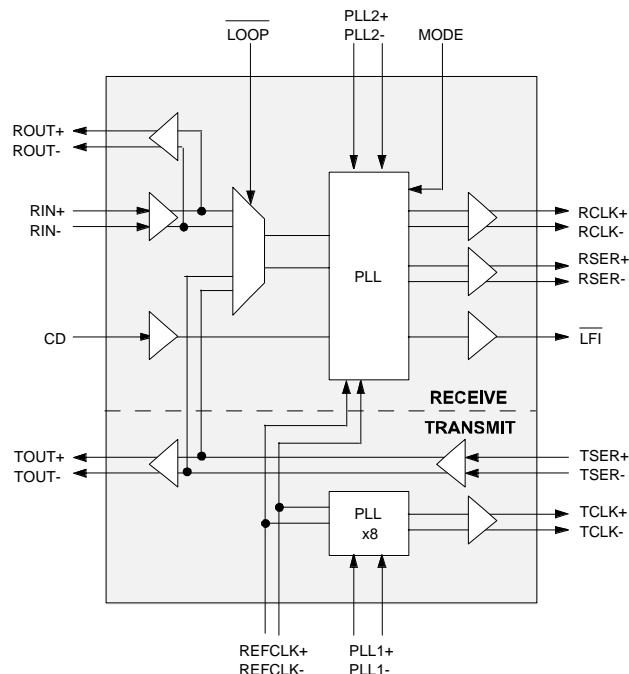 LOOP
PLL2+
PLL2-
MODE
ROUT+
ROUT-
RIN+
RIN-
CD
PLL
RCLK+
RCLK-
RSER+
RSER-
LFI
RECEIVE
TRANSMIT
TOUT+
TOUT-
TSER+
TSER-
PLL
x8
TCLK+
TCLK-
REFCLK+
REFCLK-
PLL1+
PLL1-